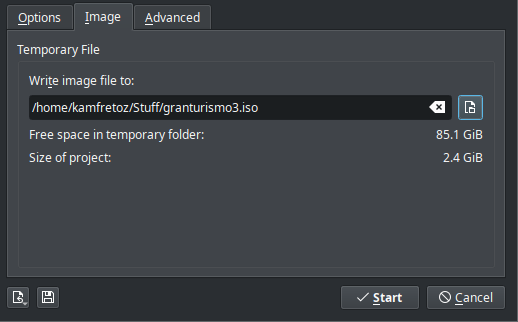 Options Image Advanced
Temporary File
Write image file to:
/home/kamfretoz/Stuff/granturismo3.iso
Free space in temporary folder: 85.1 GiB
Size of project: 2.4 GiB
Start Cancel